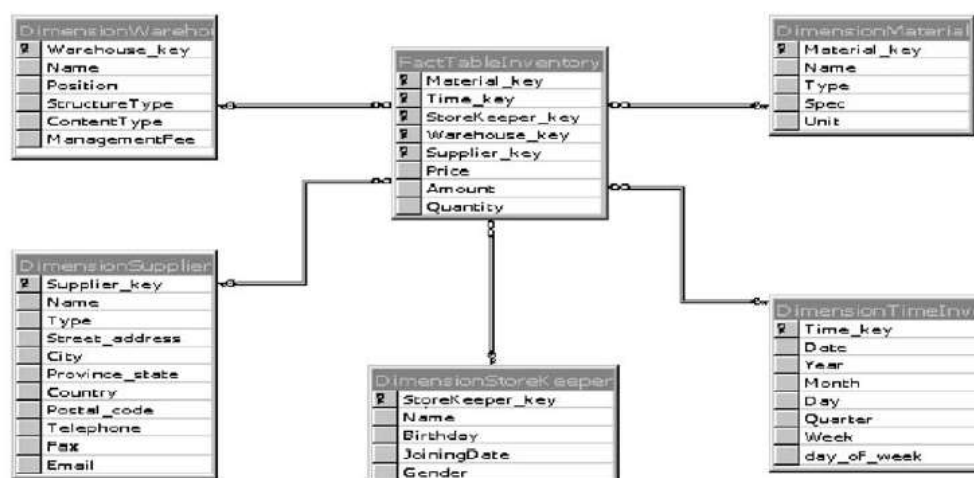 DimensionWareho
Warehouse_key
Name
Position
StructureType
ContentType
ManagementFee
FactTableInventory
Material_key
Time_key
StoreKeeper_key
Warehouse_key
Supplier_key
Price
Amount
Quantity
DimensionMaterial
Material_key
Name
Type
Spec
Unit
DimensionSupplier
Supplier_key
Name
Type
Street_address
City
Province_state
Country
Postal_code
Telephone
Fax
Email
DimensionStoreKeeper
StoreKeeper_key
Name
Birthday
JoiningDate
Gender
DimensionTimeInv
Time_key
Date
Year
Month
Day
Quarter
Week
day_of_week